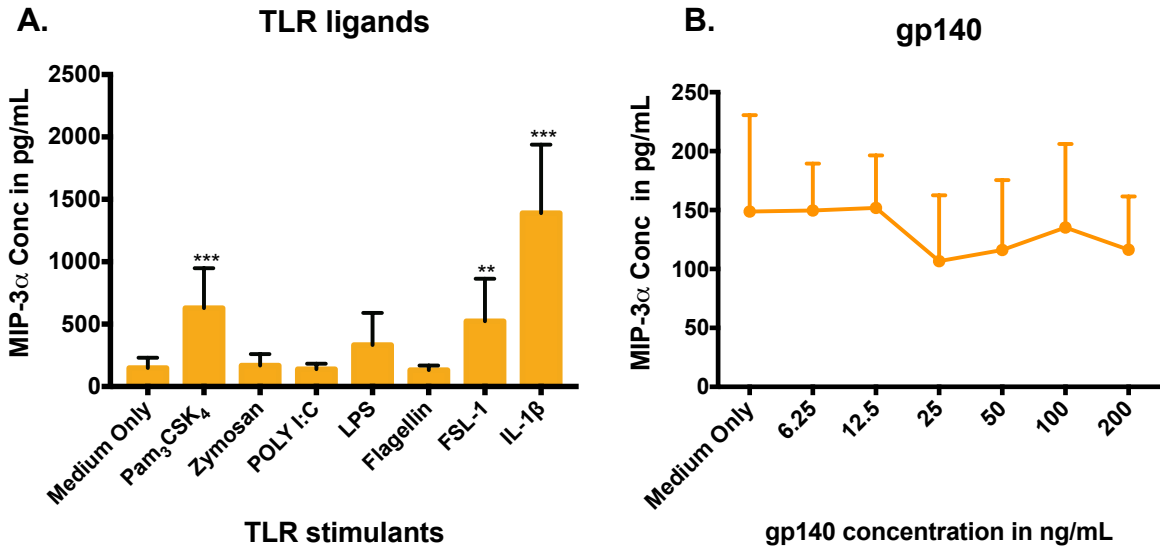 A.
TLR ligands
MIP-3α Conc in pg/mL
2500
2000
1500
1000
500
0
***
**
***
Medium Only
Pam₃CSK₄
Zymosan
POLY I:C
LPS
Flagellin
FSL-1
IL-1β
TLR stimulants
B.
gp140
MIP-3α Conc in pg/mL
250
200
150
100
50
0
Medium Only
6.25
12.5
25
50
100
200
gp140 concentration in ng/mL